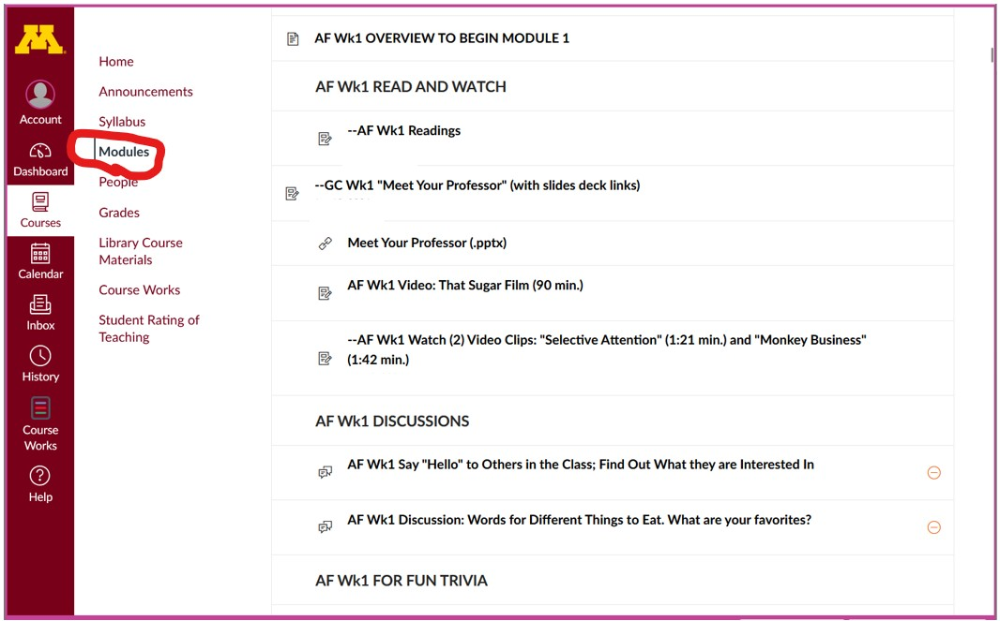 M
Account
Dashboard
Courses
Calendar
Inbox
History
Course
Works
Help
Home
Announcements
Syllabus
Modules
People
Grades
Library Course
Materials
Course Works
Student Rating of
Teaching
AF Wk1 OVERVIEW TO BEGIN MODULE 1
AF Wk1 READ AND WATCH
--AF Wk1 Readings
--GC Wk1 "Meet Your Professor" (with slides deck links)
Meet Your Professor (.pptx)
AF Wk1 Video: That Sugar Film (90 min.)
--AF Wk1 Watch (2) Video Clips: "Selective Attention" (1:21 min.) and "Monkey Business"
(1:42 min.)
AF Wk1 DISCUSSIONS
AF Wk1 Say "Hello" to Others in the Class; Find Out What they are Interested In
AF Wk1 Discussion: Words for Different Things to Eat. What are your favorites?
AF Wk1 FOR FUN TRIVIA